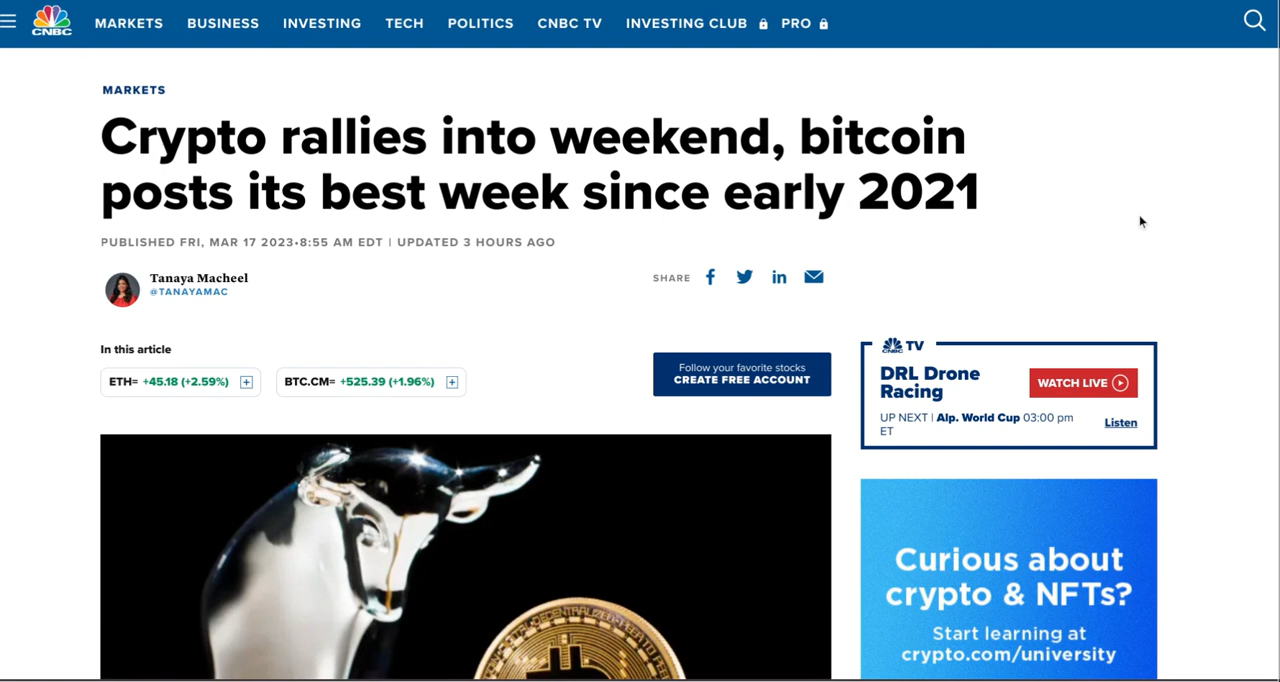 CNBC
MARKETS BUSINESS INVESTING TECH POLITICS CNBC TV INVESTING CLUB PRO
MARKETS
Crypto rallies into weekend, bitcoin
posts its best week since early 2021
PUBLISHED FRI, MAR 17 2023•8:55 AM EDT | UPDATED 3 HOURS AGO
Tanaya Macheel
@TANAYAMAC
SHARE
In this article
ETH= +45.18 (+2.59%)
BTC.CM= +525.39 (+1.96%)
Follow your favorite stocks
CREATE FREE ACCOUNT
CNBC TV
DRL Drone
Racing
WATCH LIVE
UP NEXT | Alp. World Cup 03:00 pm
ET
Listen
DECENTRALIZED
Curious about
crypto & NFTs?
Start learning at
crypto.com/university